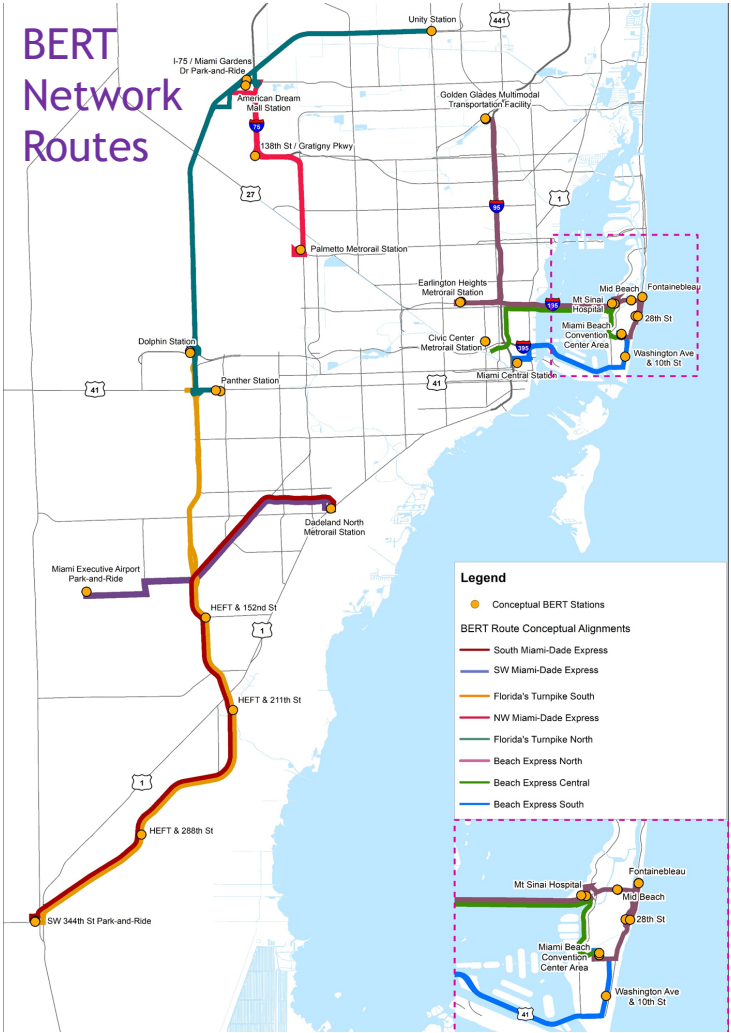 BERT
Network
Routes
Unity Station
441
I-75 / Miami Gardens
Dr Park-and-Ride
American Dream
Mall Station
Golden Glades Multimodal
Transportation Facility
75
138th St / Gratigny Pkwy
27
1
95
Palmetto Metrorail Station
Earlington Heights
Metrorail Station
195
Mt Sinai
Hospital
Mid Beach
Fontainebleau
28th St
Miami Beach
Convention
Center Area
Washington Ave
& 10th St
Civic Center
Metrorail Station
395
Miami Central Station
Dolphin Station
41
Panther Station
41
Dadeland North
Metrorail Station
Miami Executive Airport
Park-and-Ride
HEFT & 152nd St
1
HEFT & 211th St
1
HEFT & 288th St
SW 344th St Park-and-Ride
Legend
Conceptual BERT Stations
BERT Route Conceptual Alignments
South Miami-Dade Express
SW Miami-Dade Express
Florida's Turnpike South
NW Miami-Dade Express
Florida's Turnpike North
Beach Express North
Beach Express Central
Beach Express South
Fontainebleau
Mt Sinai Hospital
Mid Beach
28th St
Miami Beach
Convention
Center Area
Washington Ave
& 10th St
41